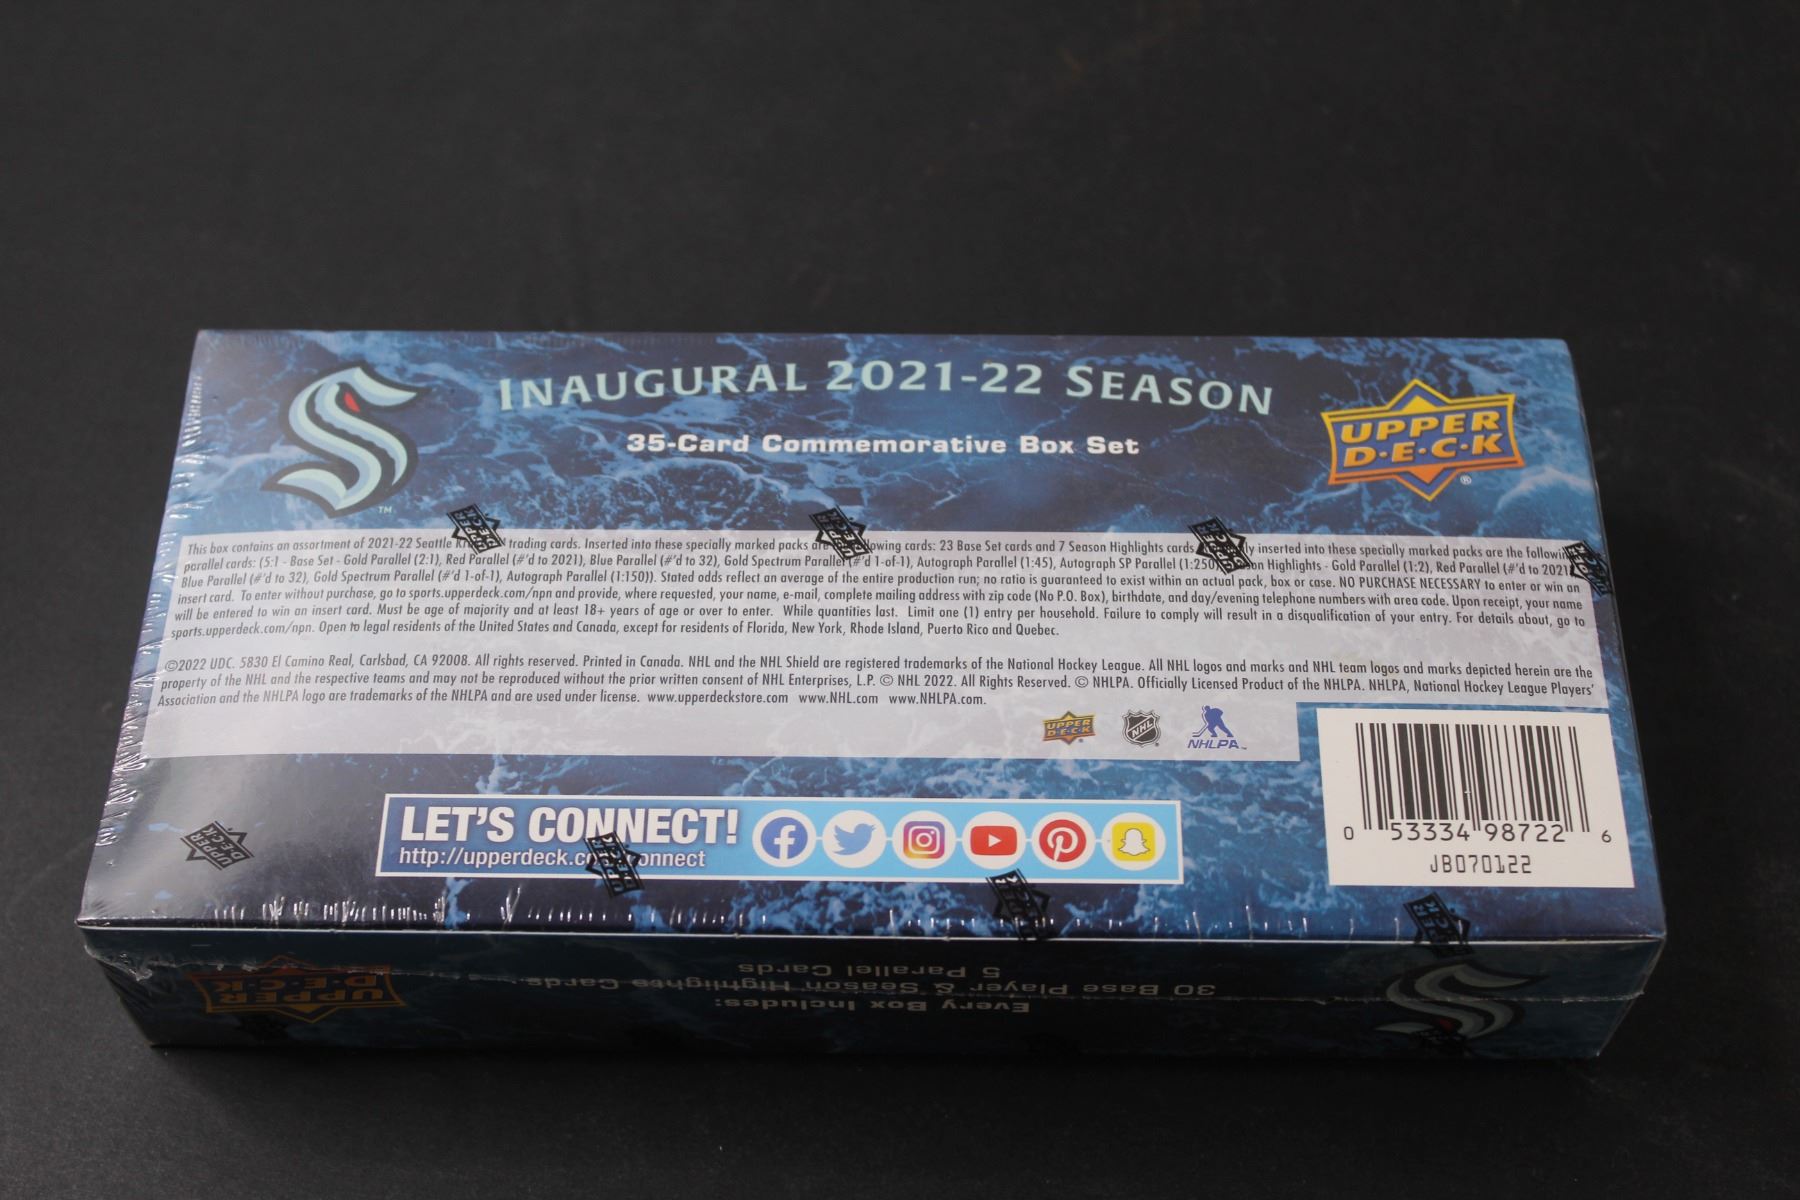 INAUGURAL 2021-22 SEASON
35-Card Commemorative Box Set
TM
UPPER
D·E·C·K
®
This box contains an assortment of 2021-22 Seattle trading cards. Inserted into these specially marked packs are cards: 23 Base Set cards and 7 Season Highlights cards. inserted into these specially marked packs are the following
parallel cards: (5:1 - Base Set - Gold Parallel (2:1), Red Parallel (#'d to 2021), Blue Parallel (#'d to 32), Gold Spectrum Parallel (#'d 1-of-1), Autograph Parallel (1:45), Autograph SP Parallel (1:250) Highlights - Gold Parallel (1:2), Red Parallel (#'d to 2021
Blue Parallel (#'d to 32), Gold Spectrum Parallel (#'d 1-of-1), Autograph Parallel (1:150)). Stated odds reflect an average of the entire production run; no ratio is guaranteed to exist within an actual pack, box or case. NO PURCHASE NECESSARY to enter or win an
insert card. To enter without purchase, go to sports.upperdeck.com/npn and provide, where requested, your name, e-mail, complete mailing address with zip code (No P.O. Box), birthdate, and day/evening telephone numbers with area code. Upon receipt, your name
will be entered to win an insert card. Must be age of majority and at least 18+ years of age or over to enter. While quantities last. Limit one (1) entry per household. Failure to comply will result in a disqualification of your entry. For details about, go to
sports.upperdeck.com/npn. Open to legal residents of the United States and Canada, except for residents of Florida, New York, Rhode Island, Puerto Rico and Quebec.
©2022 UDC. 5830 El Camino Real, Carlsbad, CA 92008. All rights reserved. Printed in Canada. NHL and the NHL Shield are registered trademarks of the National Hockey League. All NHL logos and marks and NHL team logos and marks depicted herein are the
property of the NHL and the respective teams and may not be reproduced without the prior written consent of NHL Enterprises, L.P. © NHL 2022. All Rights Reserved. © NHLPA. Officially Licensed Product of the NHLPA. NHLPA, National Hockey League Players'
Association and the NHLPA logo are trademarks of the NHLPA and are used under license. www.upperdeckstore.com www.NHL.com www.NHLPA.com.
UPPER
D·E·C·K
NHL
NHLPA™
LET'S CONNECT!
http://upperdeck.com/connect
0 53334 98722 6
JB070122
UPPER
DECK
Every Box Includes:
30 Base Player & Season Highlights Cards
5 Parallel Cards
UPPER
D·E·C·K